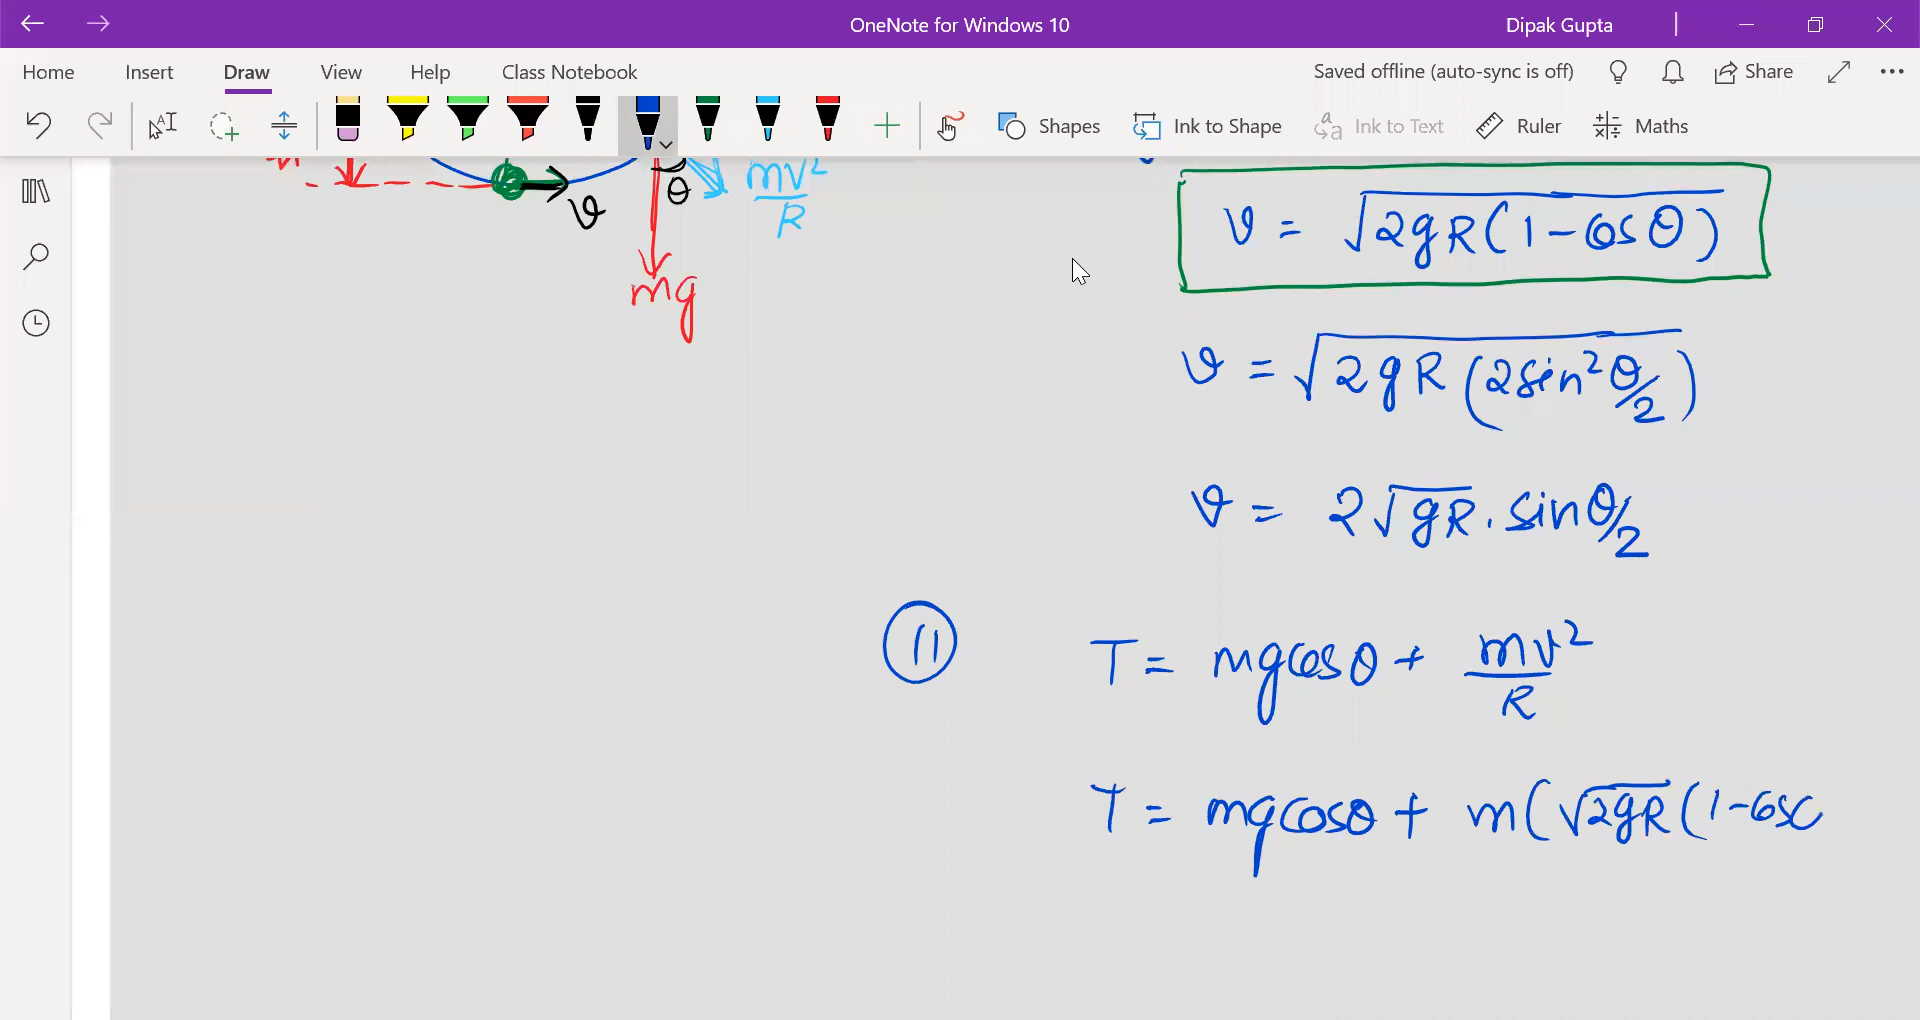 OneNote for Windows 10
Dipak Gupta
Home Insert Draw View Help Class Notebook
Saved offline (auto-sync is off)
Share
Shapes
Ink to Shape
Ink to Text
Ruler
Maths
v
θ
mv²/R
mg
v = √2gR(1-cosθ)
v = √2gR(2sin²θ/2)
v = 2√gR . sinθ/2
11
T = mgcosθ + mv²/R
T = mgcosθ + m(√2gR(1-cos